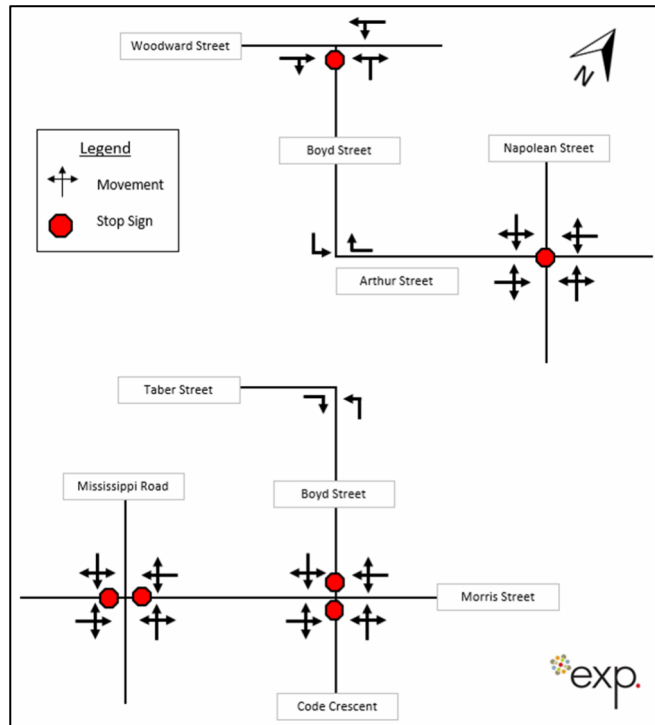 Woodward Street
N
Legend
Movement
Stop Sign
Boyd Street
Napolean Street
Arthur Street
Taber Street
Mississippi Road
Boyd Street
Morris Street
Code Crescent
exp.